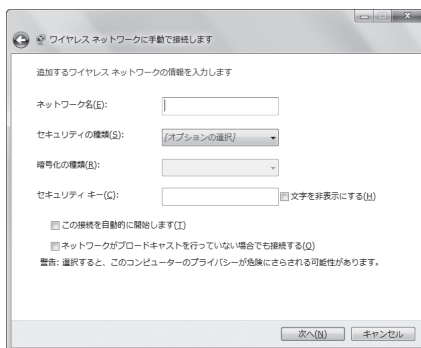 ワイヤレス ネットワークに手動で接続します
追加するワイヤレス ネットワークの情報を入力します
ネットワーク名(E):
セキュリティの種類(S):
[オプションの選択]
暗号化の種類(R):
セキュリティ キー(C):
文字を非表示にする(H)
この接続を自動的に開始します(T)
ネットワークがブロードキャストを行っていない場合でも接続する(O)
警告: 選択すると、このコンピューターのプライバシーが危険にさらされる可能性があります。
次へ(N) キャンセル